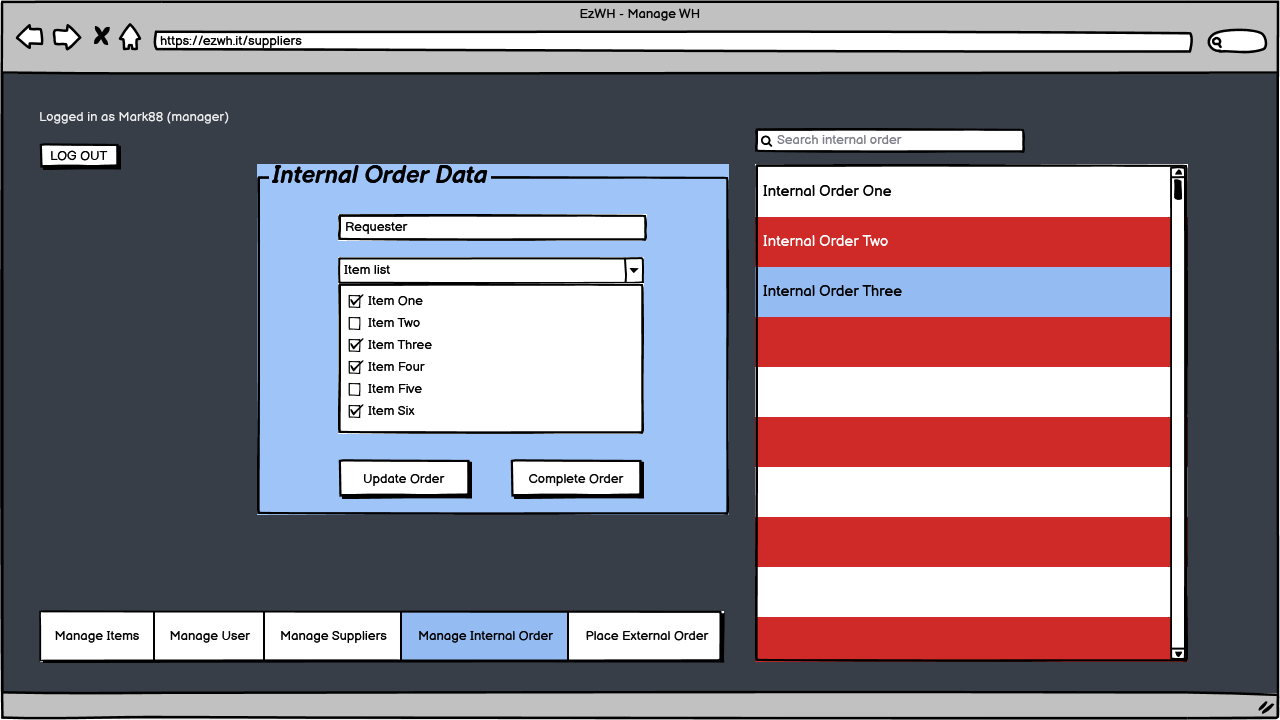 EzWH - Manage WH
https://ezwh.it/suppliers
Logged in as Mark88 (manager)
LOG OUT
Internal Order Data
Requester
Item list
Item One
Item Two
Item Three
Item Four
Item Five
Item Six
Update Order
Complete Order
Search internal order
Internal Order One
Internal Order Two
Internal Order Three
Manage Items
Manage User
Manage Suppliers
Manage Internal Order
Place External Order